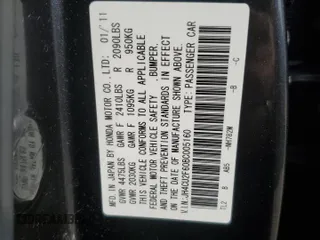 MFD. IN JAPAN BY HONDA MOTOR CO., LTD. 01/'11
GVWR 4475LBS GAWR F 2410LBS R 2090LBS
GVWR 2030KG GAWR F 1095KG R 950KG
THIS VEHICLE CONFORMS TO ALL APPLICABLE
FEDERAL MOTOR VEHICLE SAFETY, BUMPER,
AND THEFT PREVENTION STANDARDS IN EFFECT
ON THE DATE OF MANUFACTURE SHOWN ABOVE.
V.I.N.: TYPE: PASSENGER CAR
TL2 B ABS -B -C